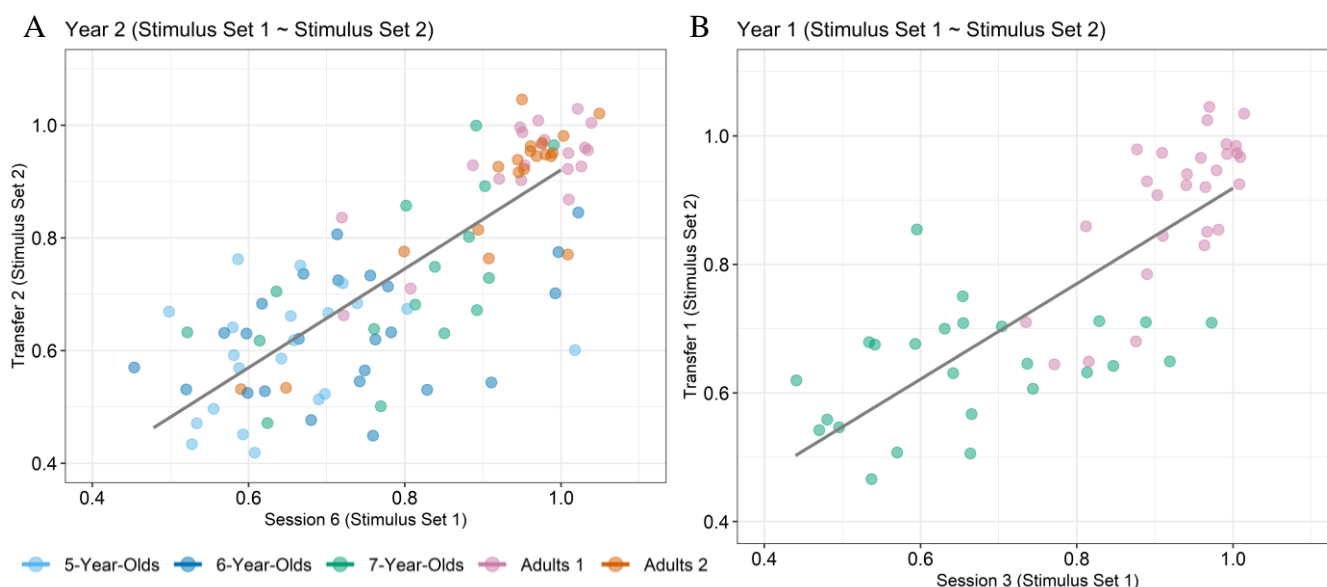 A Year 2 (Stimulus Set 1 ~ Stimulus Set 2)
Transfer 2 (Stimulus Set 2)
1.0
0.8
0.6
0.4
0.4 0.6 0.8 1.0
Session 6 (Stimulus Set 1)
5-Year-Olds 6-Year-Olds 7-Year-Olds Adults 1 Adults 2
B Year 1 (Stimulus Set 1 ~ Stimulus Set 2)
Transfer 1 (Stimulus Set 2)
1.0
0.8
0.6
0.4
0.4 0.6 0.8 1.0
Session 3 (Stimulus Set 1)